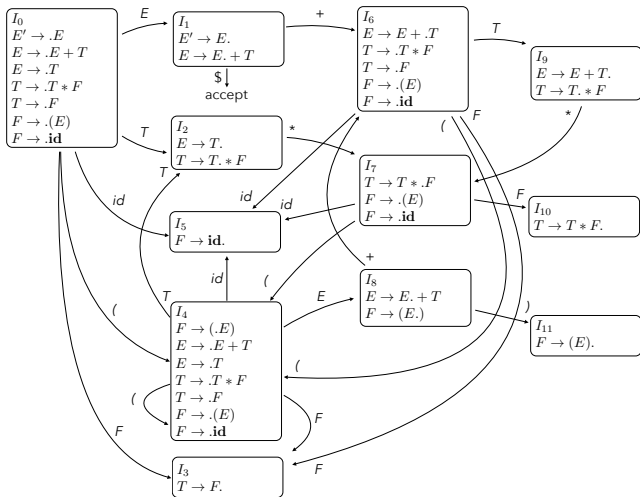 I₀
E′ → .E
E → .E + T
E → .T
T → .T ∗ F
T → .F
F → .(E)
F → .id
E
I₁
E′ → E.
E → E. + T
+
$
accept
I₆
E → E + .T
T → .T ∗ F
T → .F
F → .(E)
F → .id
T
I₉
E → E + T.
T → T. ∗ F
T
I₂
E → T.
T → T. ∗ F
*
(
F
*
T
I₇
T → T ∗ .F
F → .(E)
F → .id
F
I₁₀
T → T ∗ F.
id
id
id
I₅
F → id.
id
(
+
I₈
E → E. + T
F → (E.)
)
I₁₁
F → (E).
T
E
(
I₄
F → (.E)
E → .E + T
E → .T
T → .T ∗ F
T → .F
F → .(E)
F → .id
(
(
F
F
F
I₃
T → F.